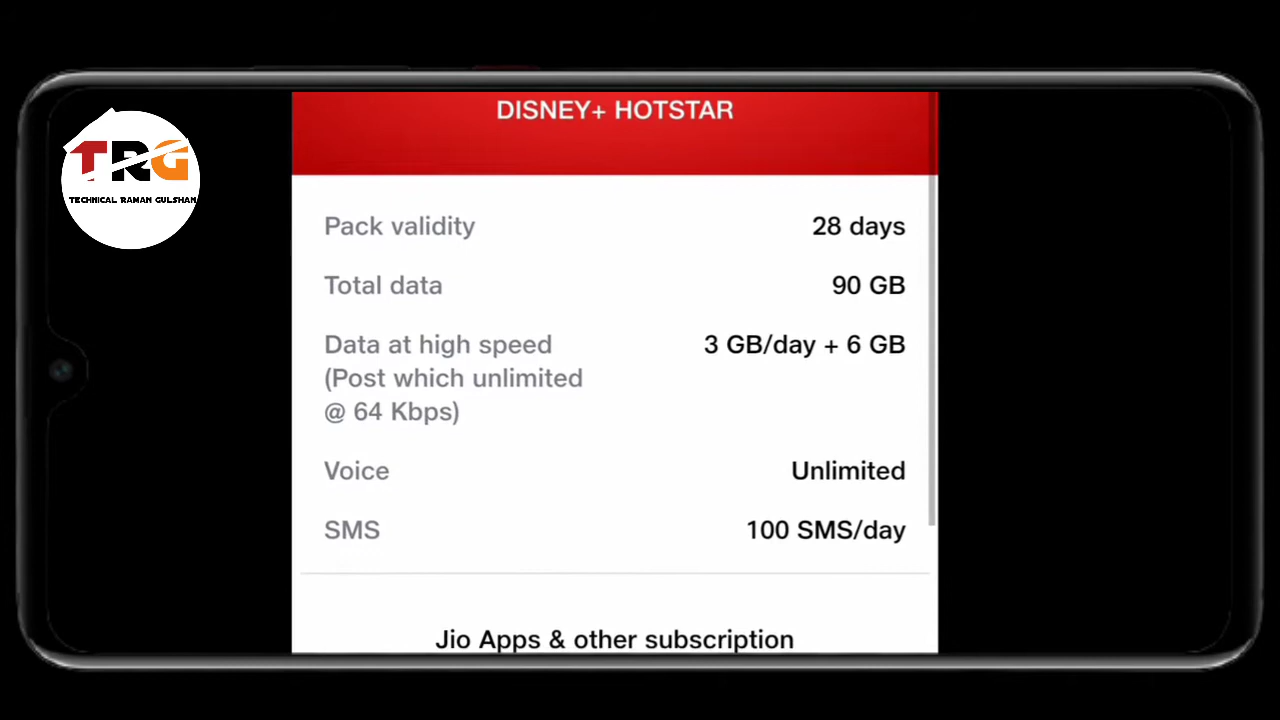 DISNEY+ HOTSTAR
TRG
TECHNICAL RAMAN GULSHAN
Pack validity 28 days
Total data 90 GB
Data at high speed 3 GB/day + 6 GB
(Post which unlimited
@ 64 Kbps)
Voice Unlimited
SMS 100 SMS/day
Jio Apps & other subscription